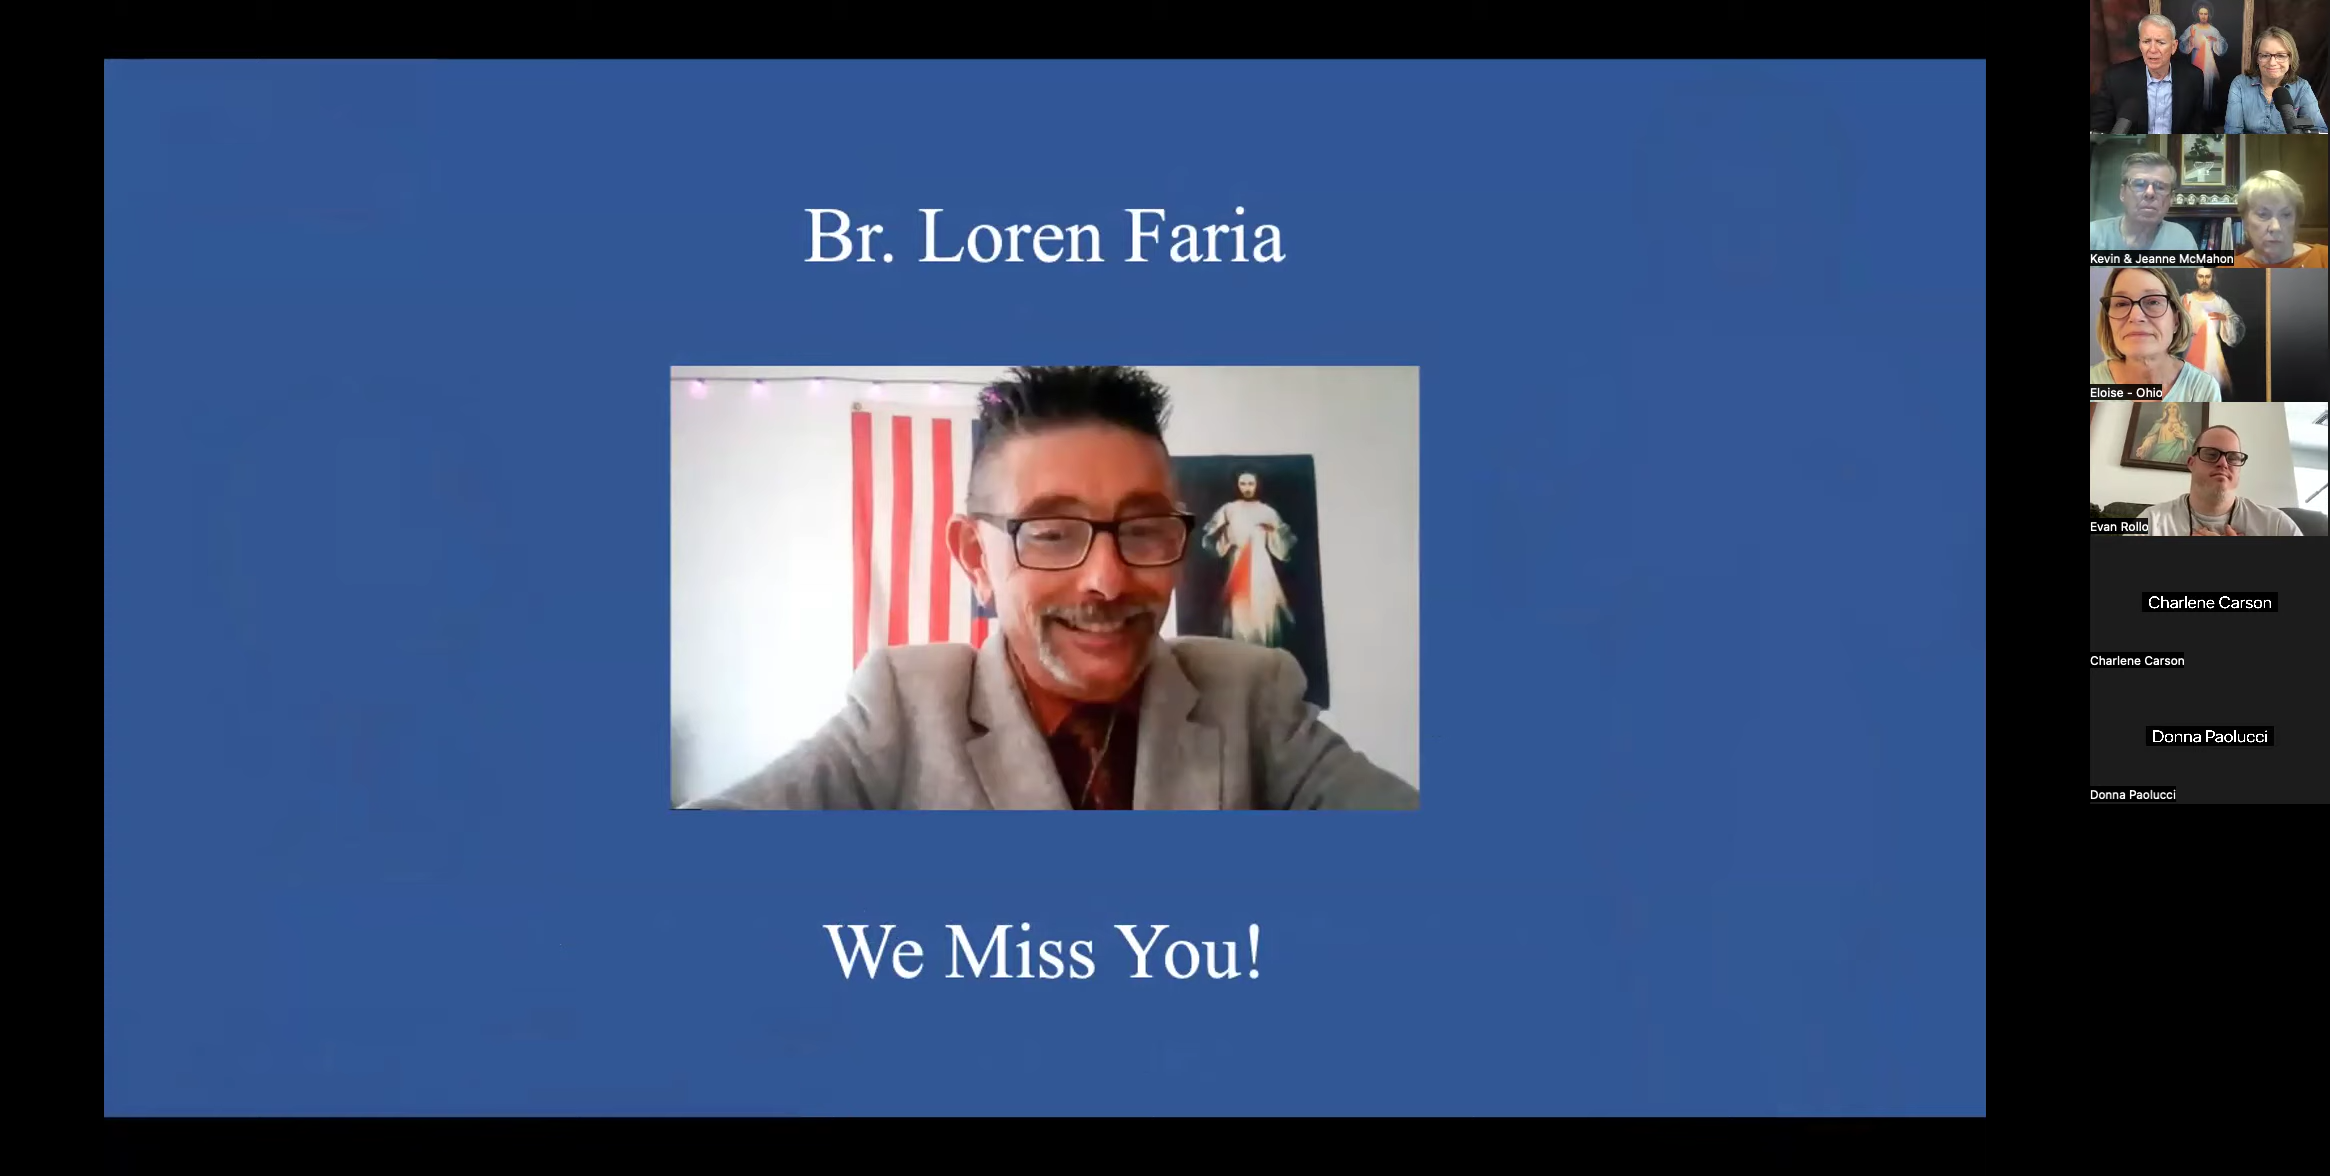 Br. Loren Faria
We Miss You!
Kevin & Jeanne McMahon
Eloise - Ohio
Evan Rollo
Charlene Carson
Charlene Carson
Donna Paolucci
Donna Paolucci